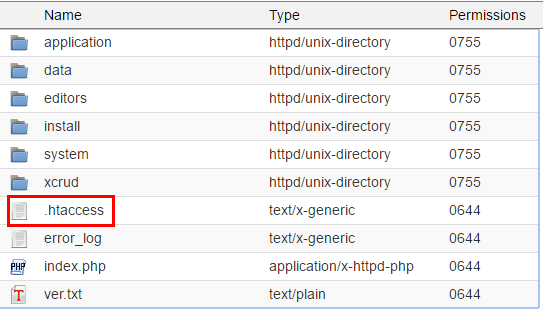 Name Type Permissions
application httpd/unix-directory 0755
data httpd/unix-directory 0755
editors httpd/unix-directory 0755
install httpd/unix-directory 0755
system httpd/unix-directory 0755
xcrud httpd/unix-directory 0755
.htaccess text/x-generic 0644
error_log text/x-generic 0644
PHP index.php application/x-httpd-php 0644
T ver.txt text/plain 0644